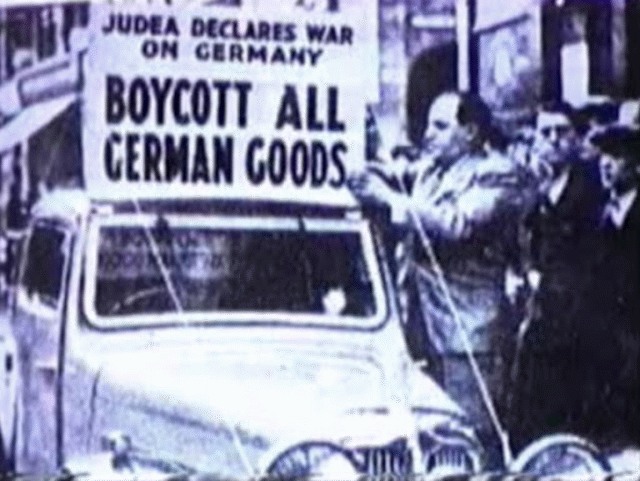 JUDEA DECLARES WAR
ON GERMANY
BOYCOTT ALL
GERMAN GOODS